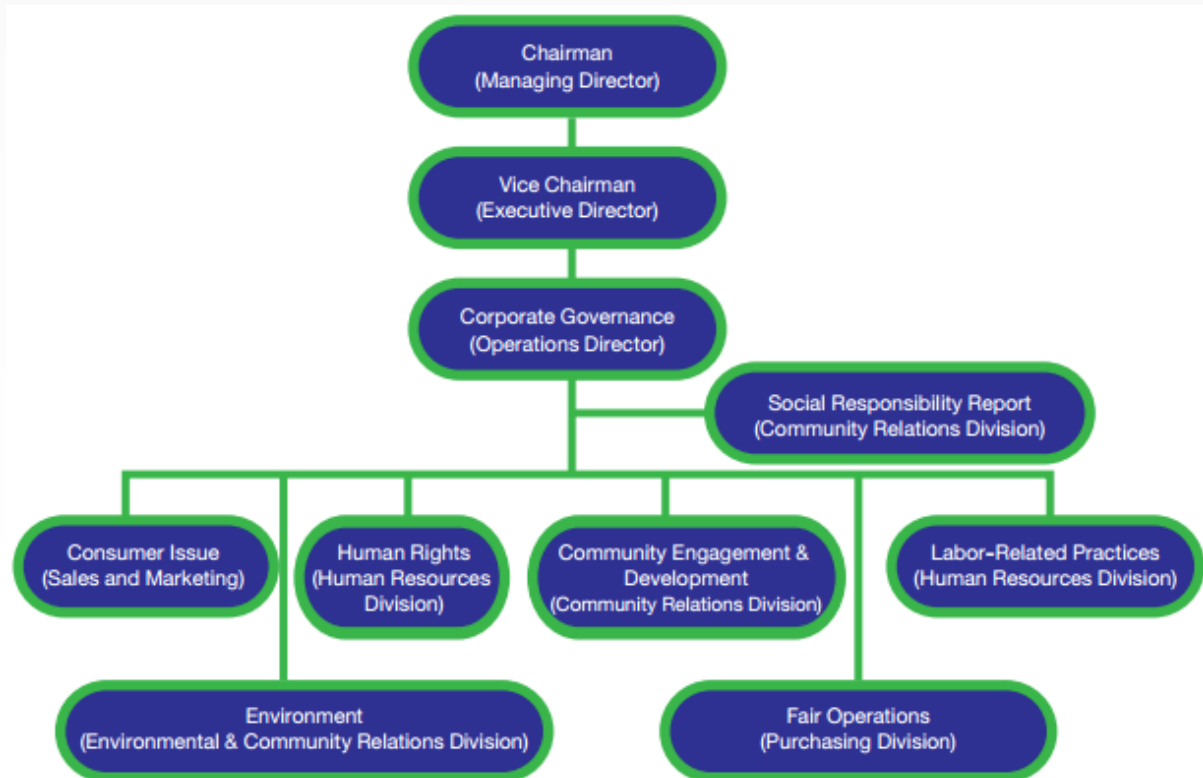 Chairman
(Managing Director)
Vice Chairman
(Executive Director)
Corporate Governance
(Operations Director)
Social Responsibility Report
(Community Relations Division)
Consumer Issue
(Sales and Marketing)
Human Rights
(Human Resources
Division)
Community Engagement &
Development
(Community Relations Division)
Labor-Related Practices
(Human Resources Division)
Environment
(Environmental & Community Relations Division)
Fair Operations
(Purchasing Division)